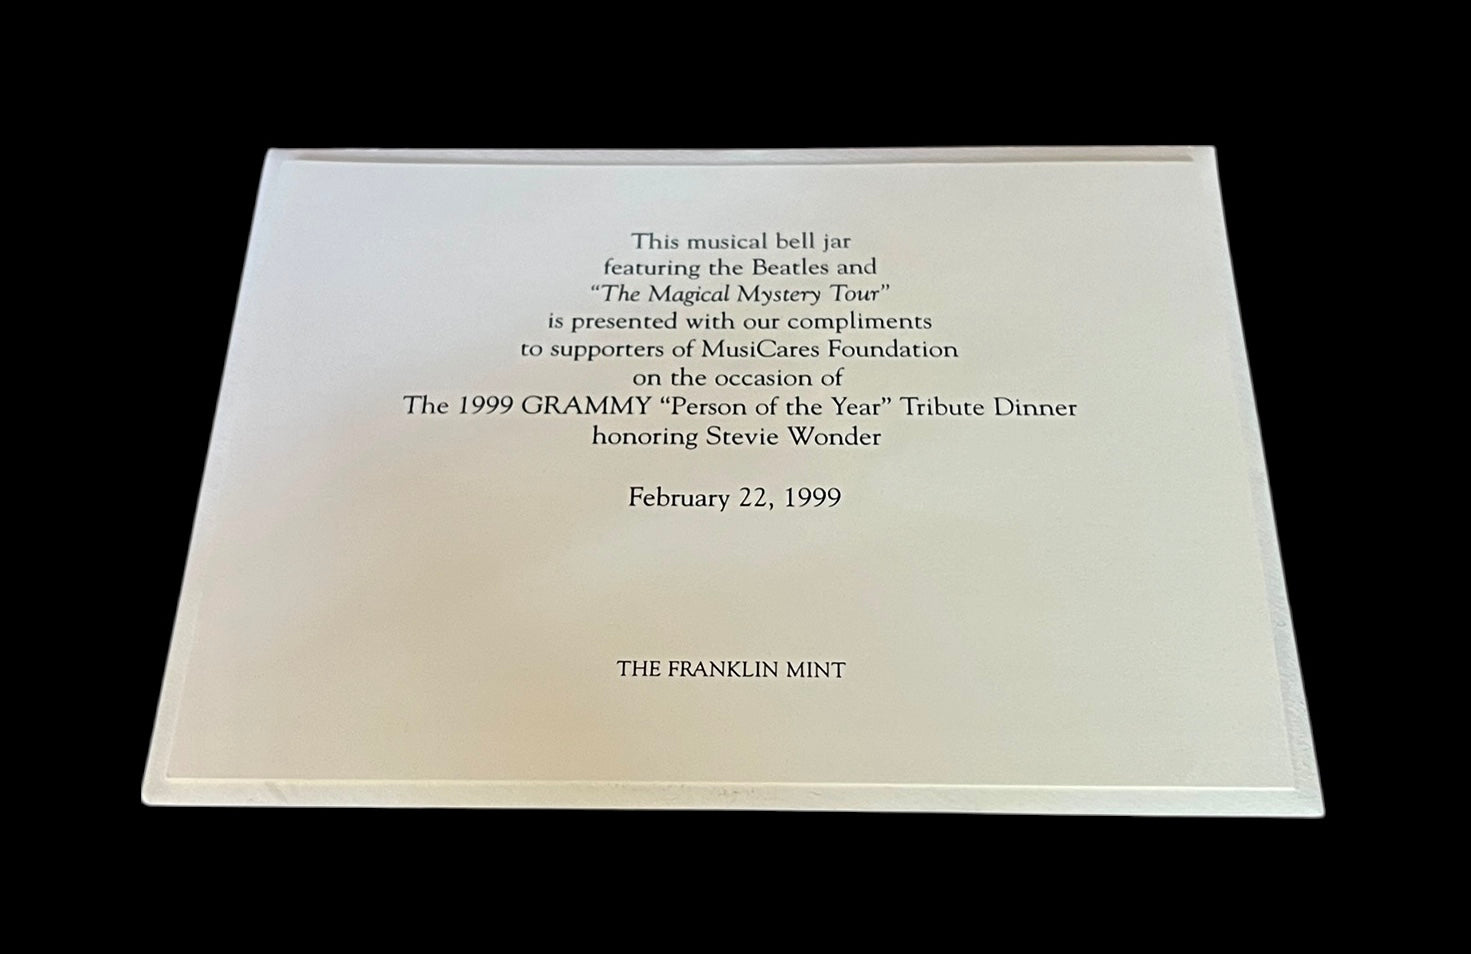 This musical bell jar
featuring the Beatles and
“The Magical Mystery Tour”
is presented with our compliments
to supporters of MusiCares Foundation
on the occasion of
The 1999 GRAMMY “Person of the Year” Tribute Dinner
honoring Stevie Wonder
February 22, 1999
THE FRANKLIN MINT